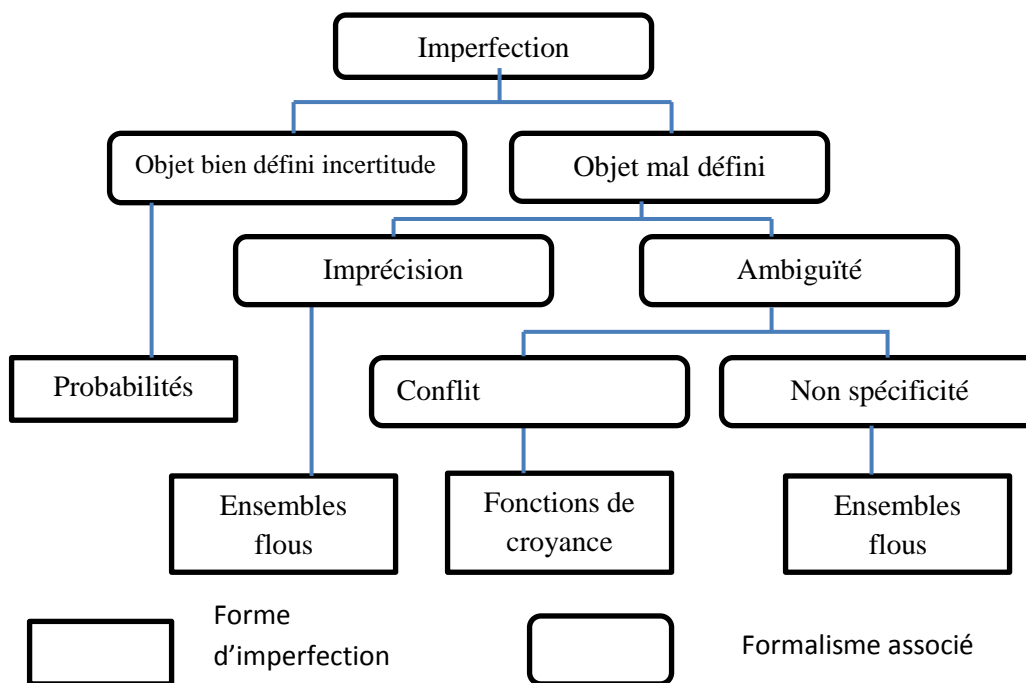 Imperfection
Objet bien défini incertitude
Objet mal défini
Imprécision
Ambiguïté
Probabilités
Conflit
Non spécificité
Ensembles
flous
Fonctions de
croyance
Ensembles
flous
Forme
d’imperfection
Formalisme associé